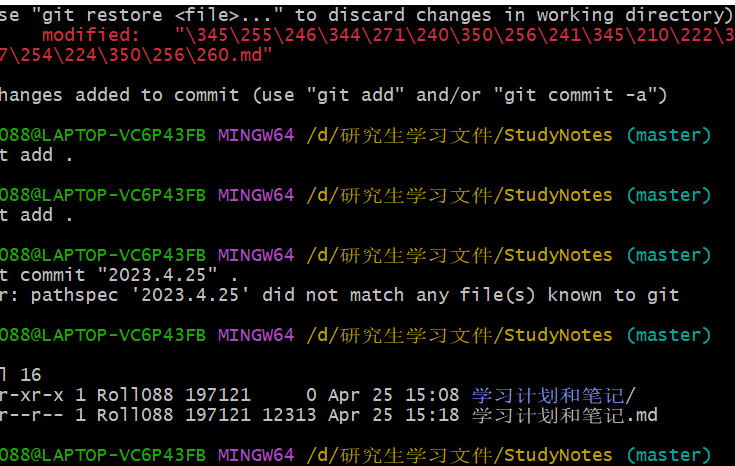 se "git restore <file>..." to discard changes in working directory)
modified:   "\345\255\246\344\271\240\350\256\241\345\210\222\3
7\254\224\350\256\260.md"
hanges added to commit (use "git add" and/or "git commit -a")
088@LAPTOP-VC6P43FB MINGW64 /d/研究生学习文件/StudyNotes (master)
t add .
088@LAPTOP-VC6P43FB MINGW64 /d/研究生学习文件/StudyNotes (master)
t add .
088@LAPTOP-VC6P43FB MINGW64 /d/研究生学习文件/StudyNotes (master)
t commit "2023.4.25" .
r: pathspec '2023.4.25' did not match any file(s) known to git
088@LAPTOP-VC6P43FB MINGW64 /d/研究生学习文件/StudyNotes (master)
l 16
r-xr-x 1 Roll088 197121     0 Apr 25 15:08 学习计划和笔记/
r--r-- 1 Roll088 197121 12313 Apr 25 15:18 学习计划和笔记.md
088@LAPTOP-VC6P43FB MINGW64 /d/研究生学习文件/StudyNotes (master)